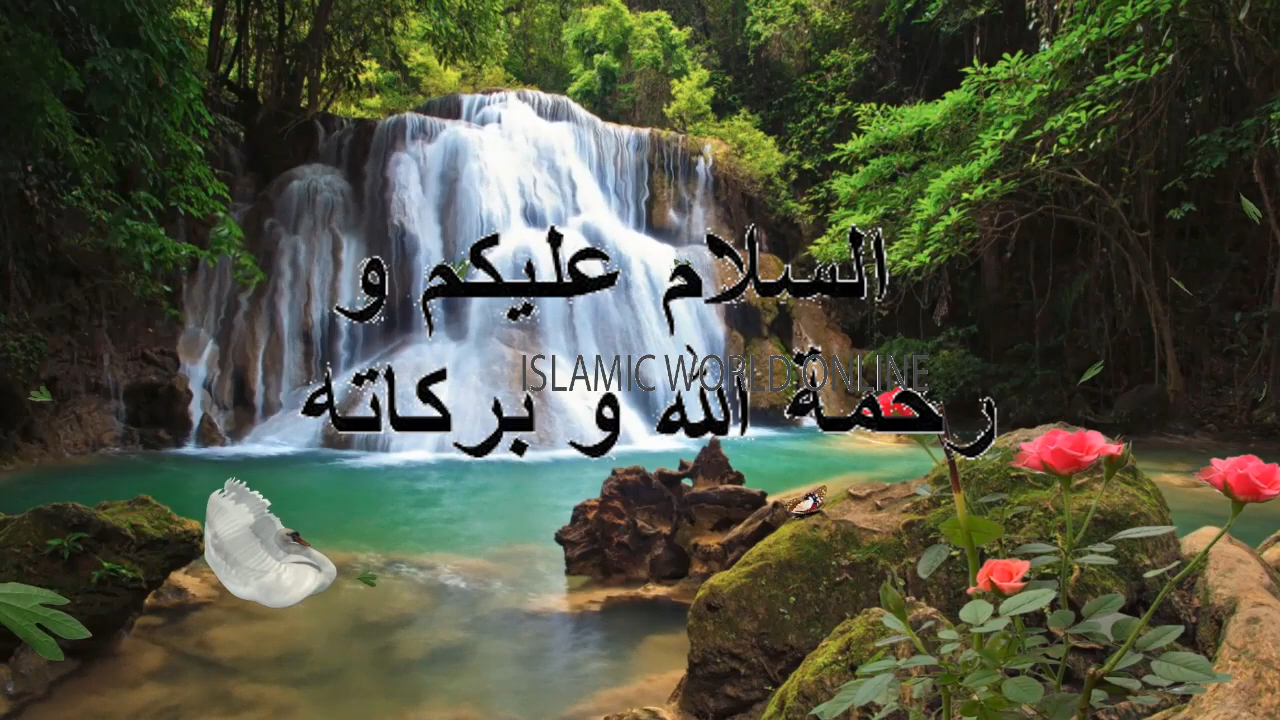 السلام عليكم و
ISLAMIC WORLD ONLINE
رحمة الله و بركاته